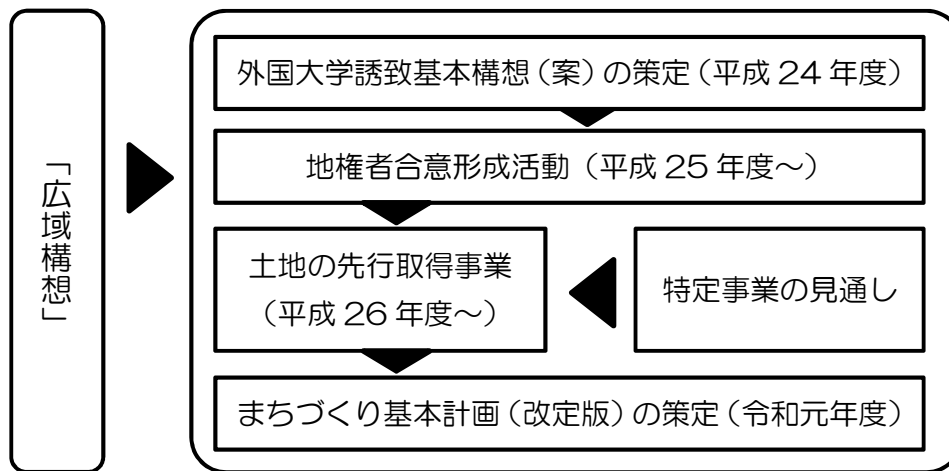 「広域構想」
外国大学誘致基本構想（案）の策定（平成 24 年度）
地権者合意形成活動（平成 25 年度～）
土地の先行取得事業
（平成 26 年度～）
特定事業の見通し
まちづくり基本計画（改定版）の策定（令和元年度）